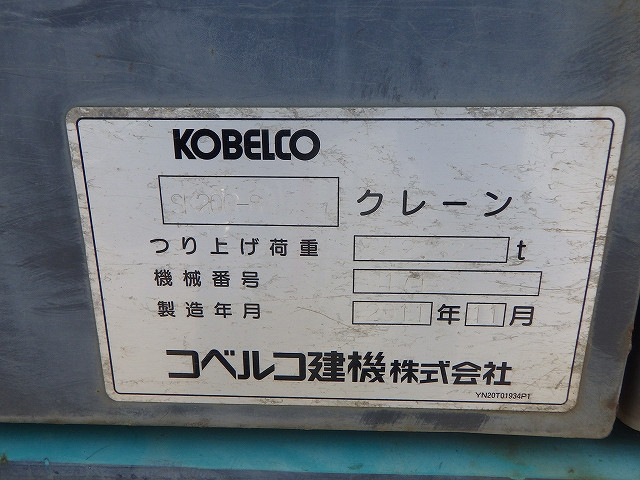 KOBELCO
クレーン
つり上げ荷重 t
機械番号
製造年月 年 11 月
コベルコ建機株式会社
YN20T01934P1